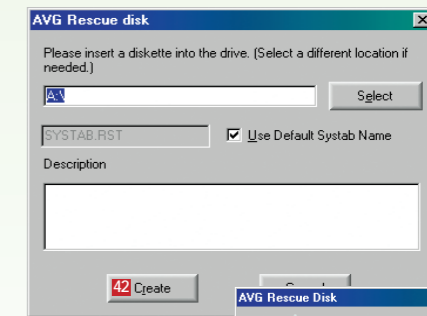 AVG Rescue disk
Please insert a diskette into the drive. (Select a different location if
needed.)
A:\
Select
SYSTAB.RST
Use Default Systab Name
Description
42 Create
AVG Rescue Disk